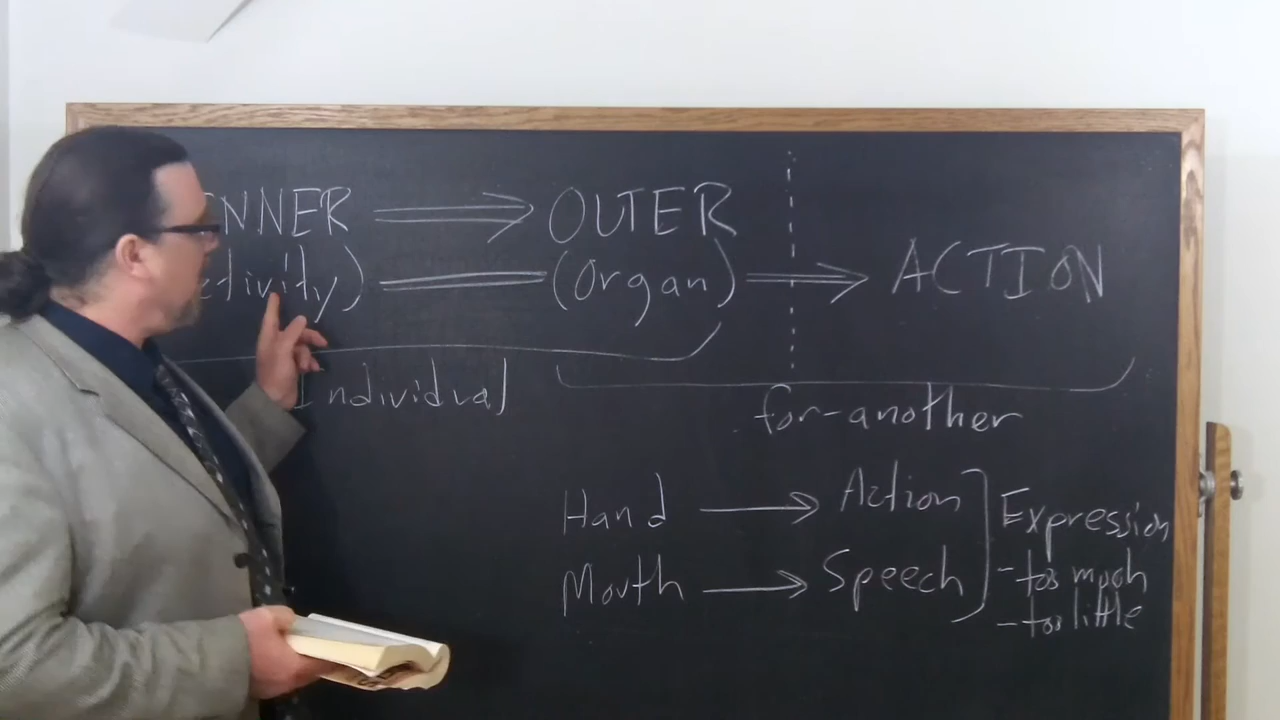 NNER ⇒ OUTER
ctivity) = (Organ) ⇒ ACTION
Individual
for-another
Hand → Action
Mouth → Speech
Expression
- too much
- too little